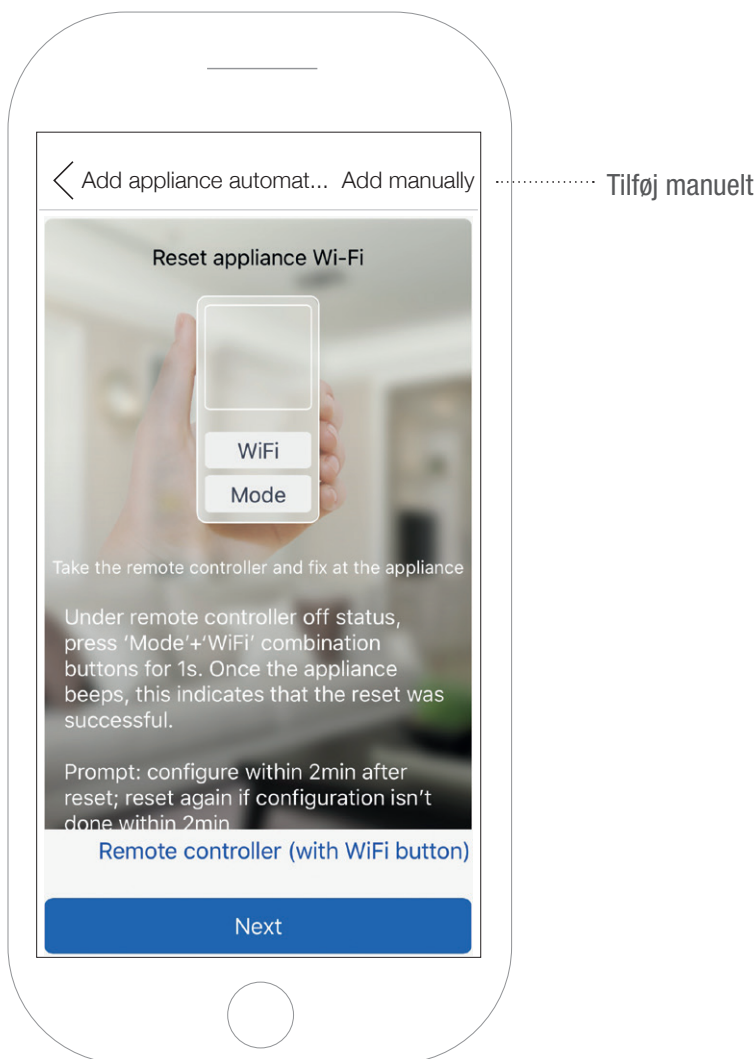 Add appliance automat... Add manually
Tilføj manuelt
Reset appliance Wi-Fi
WiFi
Mode
Take the remote controller and fix at the appliance
Under remote controller off status,
press ‘Mode’+‘WiFi’ combination
buttons for 1s. Once the appliance
beeps, this indicates that the reset was
successful.
Prompt: configure within 2min after
reset; reset again if configuration isn’t
done within 2min
Remote controller (with WiFi button)
Next